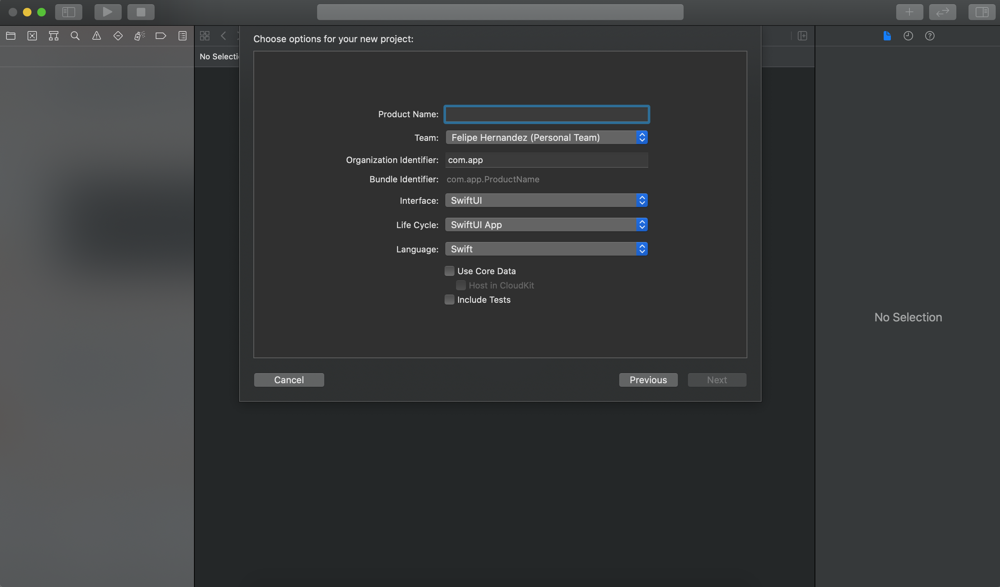 Choose options for your new project:
No Selecti
Product Name:
Team: Felipe Hernandez (Personal Team)
Organization Identifier: com.app
Bundle Identifier: com.app.ProductName
Interface: SwiftUI
Life Cycle: SwiftUI App
Language: Swift
Use Core Data
Host in CloudKit
Include Tests
No Selection
Cancel Previous Next